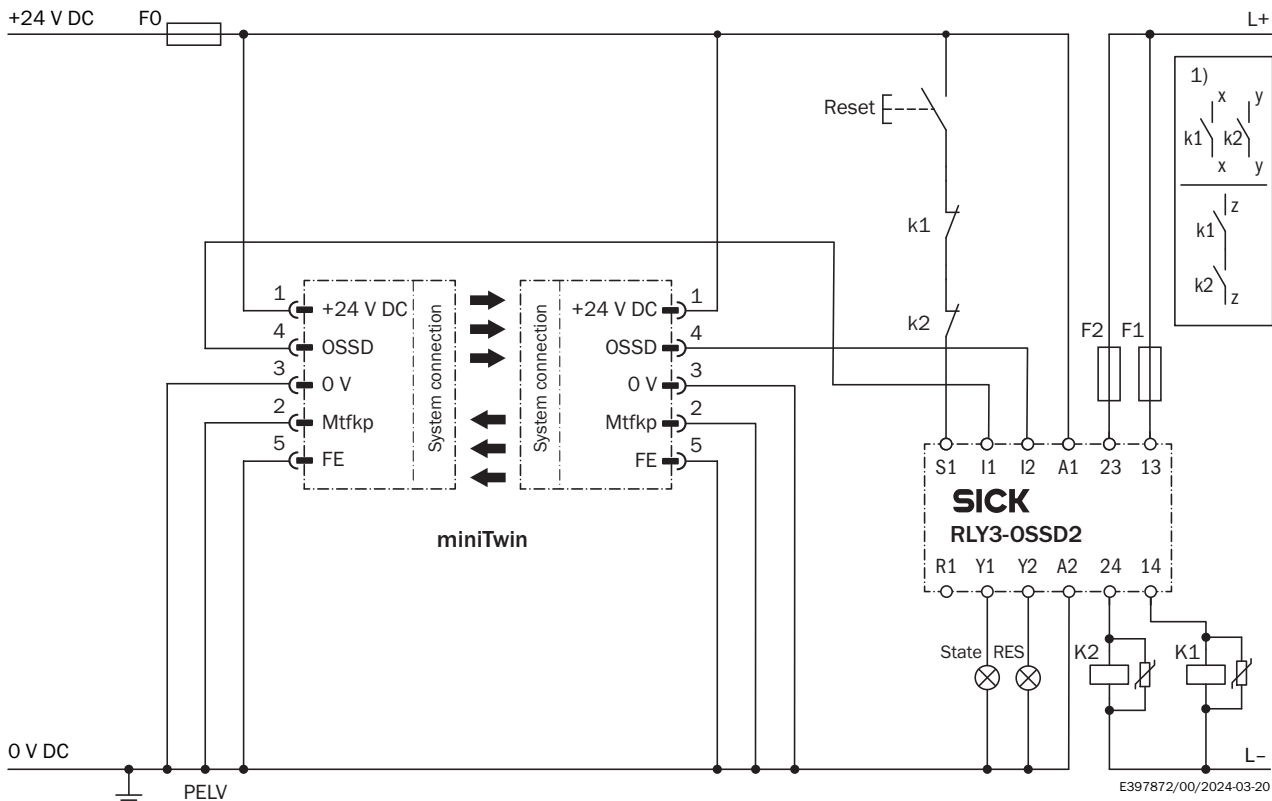 +24 V DC
F0
L+
1)
x
y
k1
k2
x
y
z
k1
k2
z
Reset
k1
k2
F2
F1
1
+24 V DC
4
OSSD
3
0 V
2
Mtfkp
5
FE
System connection
System connection
+24 V DC
1
OSSD
4
0 V
3
Mtfkp
2
FE
5
miniTwin
S1 I1 I2 A1 23 13
SICK
RLY3-OSSD2
R1 Y1 Y2 A2 24 14
State
RES
K2
K1
0 V DC
L–
PELV
E397872/00/2024-03-20